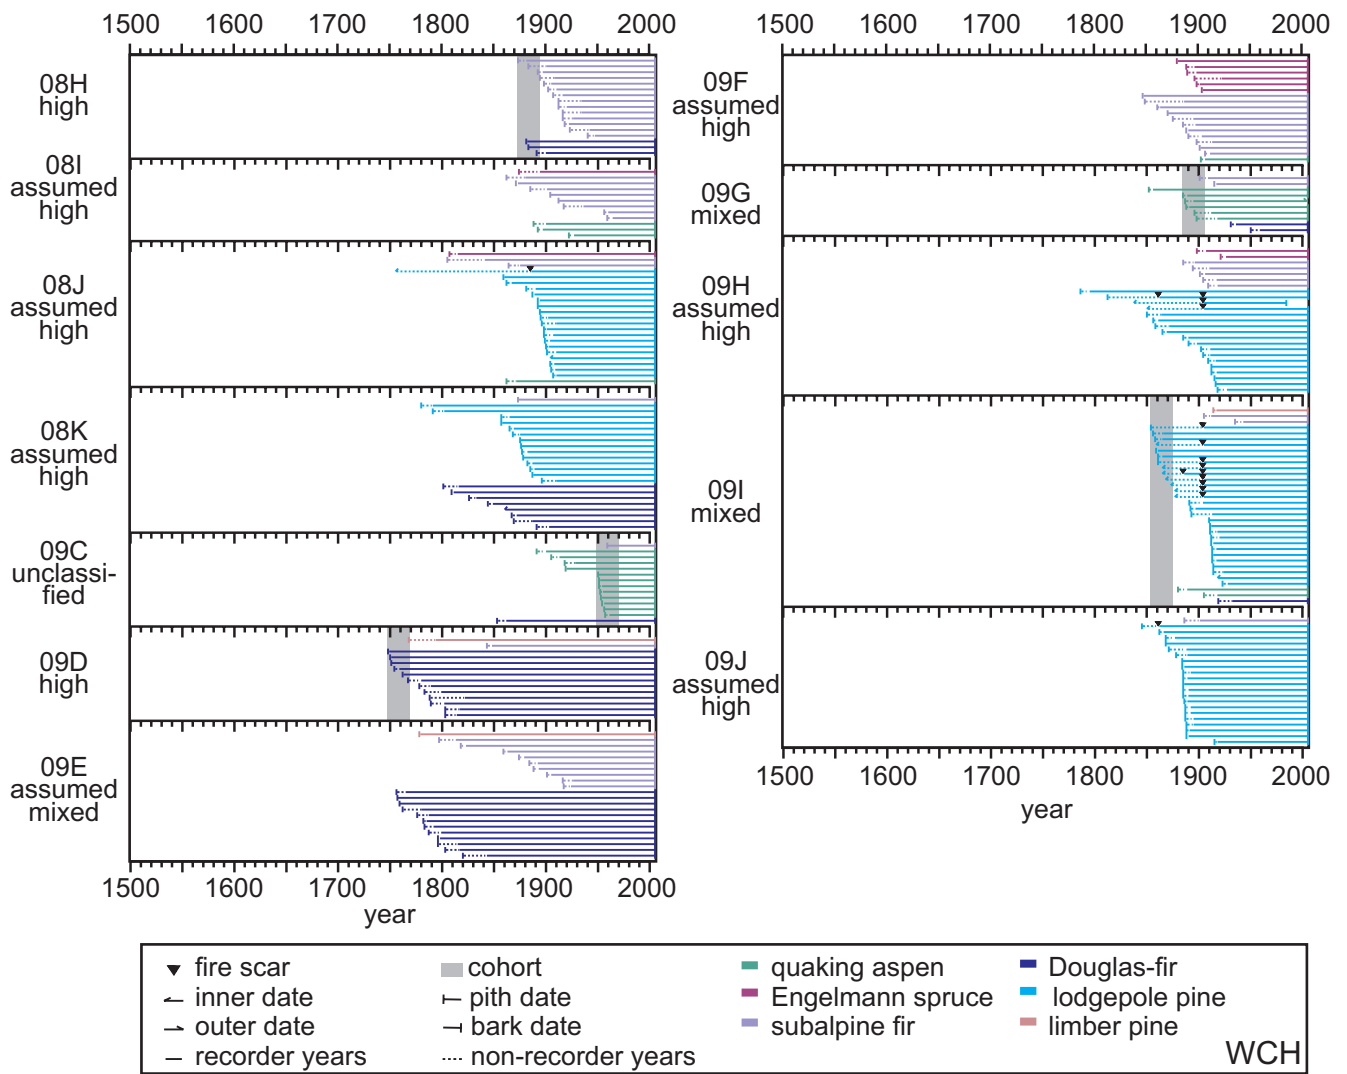 1500 1600 1700 1800 1900 2000
08H
high
08I
assumed
high
08J
assumed
high
08K
assumed
high
09C
unclassi-
fied
09D
high
09E
assumed
mixed
1500 1600 1700 1800 1900 2000
year
1500 1600 1700 1800 1900 2000
09F
assumed
high
09G
mixed
09H
assumed
high
09I
mixed
09J
assumed
high
1500 1600 1700 1800 1900 2000
year
fire scar cohort quaking aspen Douglas-fir
inner date pith date Engelmann spruce lodgepole pine
outer date bark date subalpine fir limber pine
recorder years non-recorder years WCH